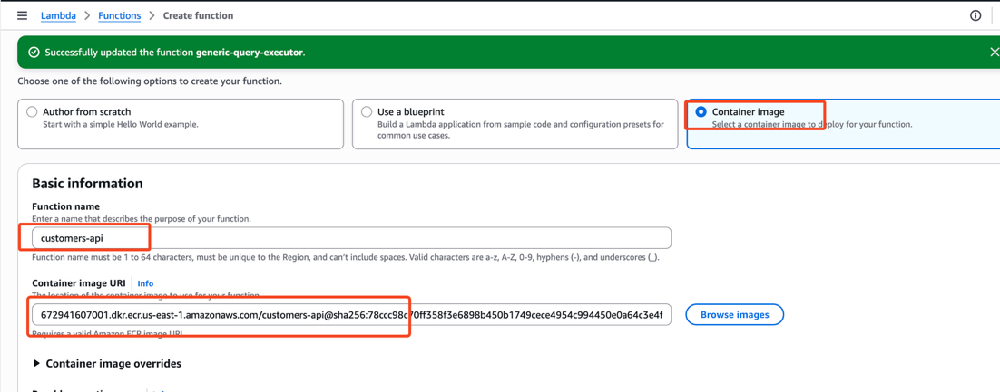 Lambda > Functions > Create function
Successfully updated the function generic-query-executor.
Choose one of the following options to create your function.
Author from scratch
Start with a simple Hello World example.
Use a blueprint
Build a Lambda application from sample code and configuration presets for
common use cases.
Container image
Select a container image to deploy for your function.
Basic information
Function name
Enter a name that describes the purpose of your function.
customers-api
Function name must be 1 to 64 characters, must be unique to the Region, and can't include spaces. Valid characters are a-z, A-Z, 0-9, hyphens (-), and underscores (_).
Container image URI Info
The location of the container image to use for your function.
672941607001.dkr.ecr.us-east-1.amazonaws.com/customers-api@sha256:78ccc98c70ff358f3e6898b450b1749cece4954c994450e0a64c3e4f
Browse images
Requires a valid Amazon ECR image URI.
Container image overrides